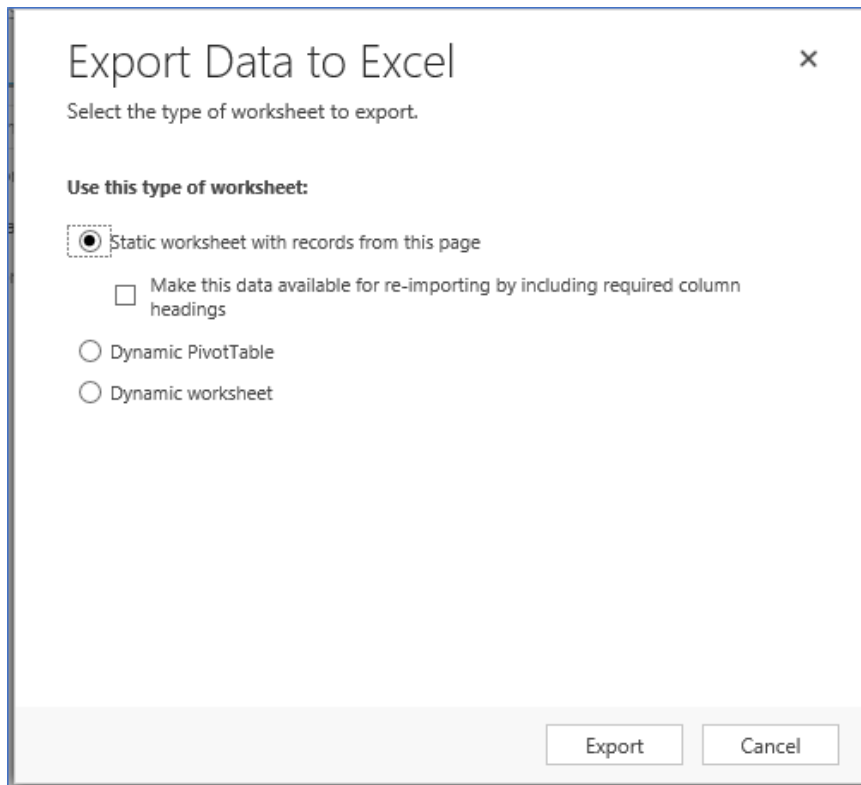 Export Data to Excel
Select the type of worksheet to export.
Use this type of worksheet:
Static worksheet with records from this page
Make this data available for re-importing by including required column
headings
Dynamic PivotTable
Dynamic worksheet
Export
Cancel